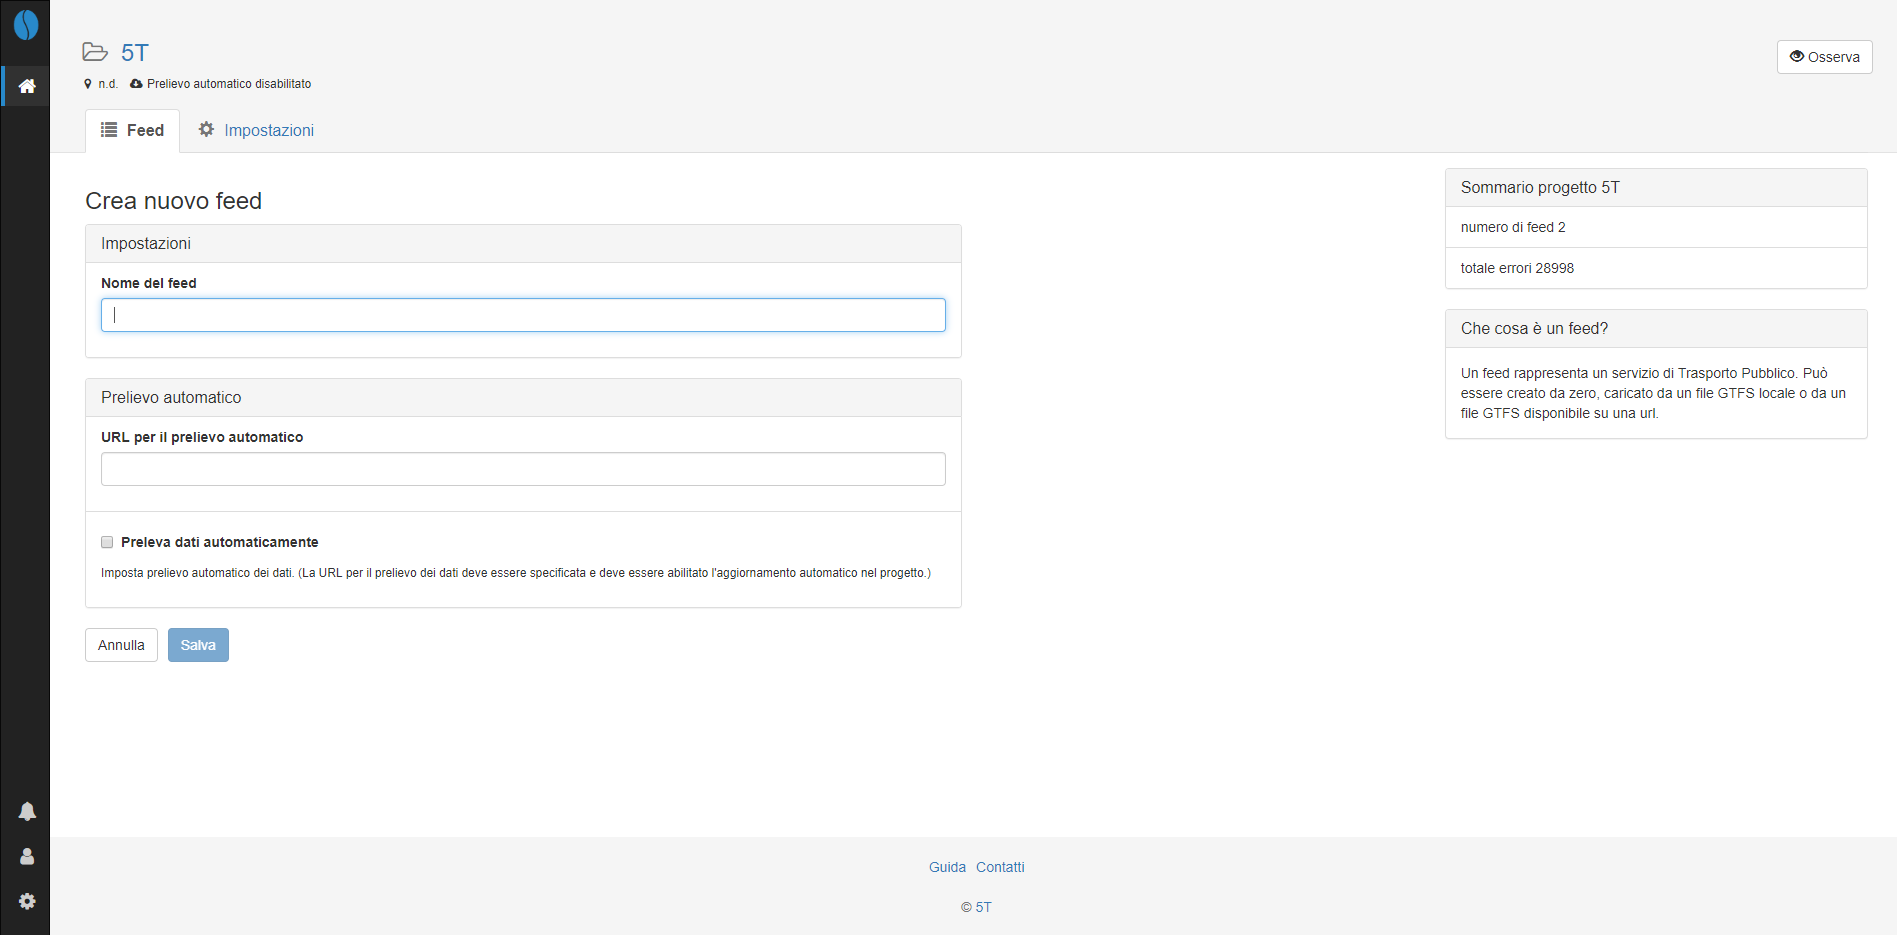 5T
Osserva
n.d. Prelievo automatico disabilitato
Feed Impostazioni
Crea nuovo feed
Impostazioni
Nome del feed
Prelievo automatico
URL per il prelievo automatico
Preleva dati automaticamente
Imposta prelievo automatico dei dati. (La URL per il prelievo dei dati deve essere specificata e deve essere abilitato l'aggiornamento automatico nel progetto.)
Annulla Salva
Sommario progetto 5T
numero di feed 2
totale errori 28998
Che cosa è un feed?
Un feed rappresenta un servizio di Trasporto Pubblico. Può
essere creato da zero, caricato da un file GTFS locale o da un
file GTFS disponibile su una url.
Guida Contatti
© 5T